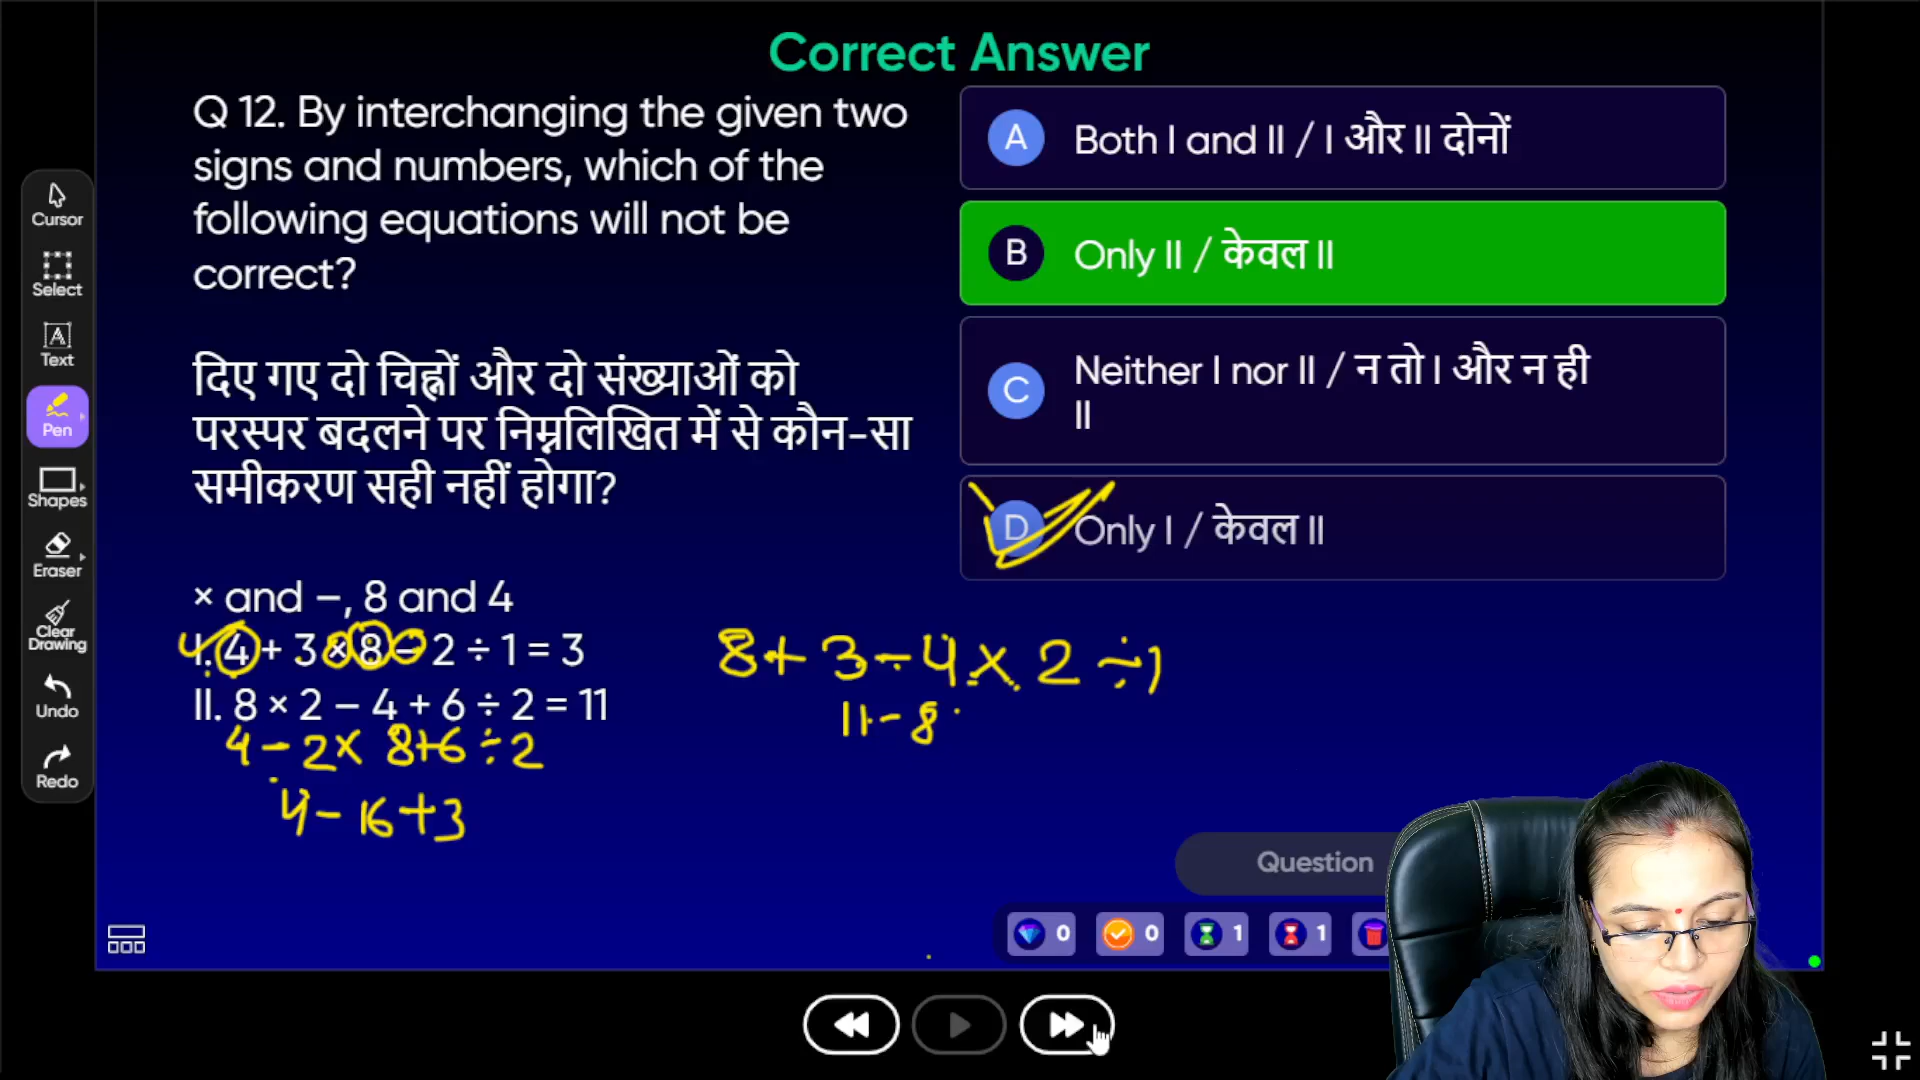 Correct Answer
Q 12. By interchanging the given two
signs and numbers, which of the
following equations will not be
correct?
दिए गए दो चिह्नों और दो संख्याओं को
परस्पर बदलने पर निम्नलिखित में से कौन-सा
समीकरण सही नहीं होगा?
× and –, 8 and 4
I. 4 + 3 × 8 – 2 ÷ 1 = 3
II. 8 × 2 – 4 + 6 ÷ 2 = 11
4 - 2 × 8 + 6 ÷ 2
4 - 16 + 3
8 + 3 - 4 × 2 ÷ 1
11 - 8
A Both I and II / I और II दोनों
B Only II / केवल II
C Neither I nor II / न तो I और न ही
II
D Only I / केवल II
Cursor
Select
Text
Pen
Shapes
Eraser
Clear
Drawing
Undo
Redo
Question
0 0 1 1